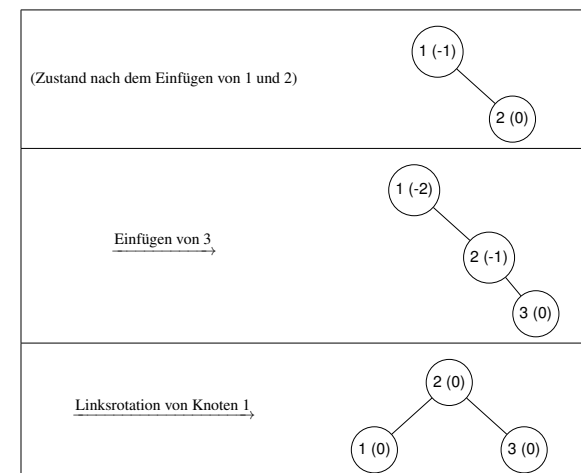 1 (-1)
(Zustand nach dem Einfügen von 1 und 2)
2 (0)
1 (-2)
Einfügen von 3
2 (-1)
3 (0)
2 (0)
Linksrotation von Knoten 1
1 (0) 3 (0)